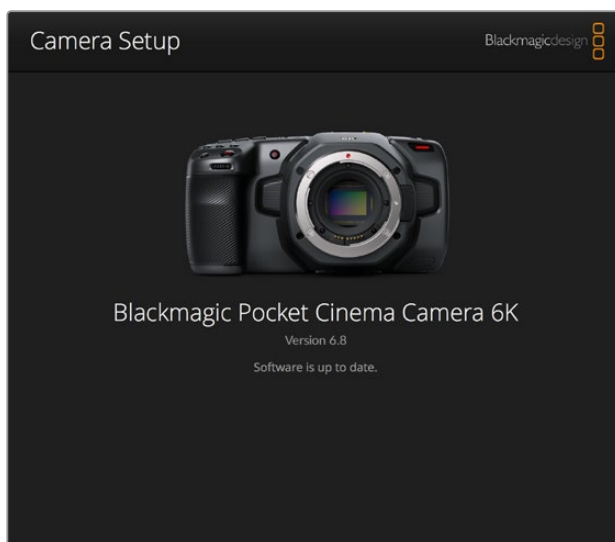 Camera Setup
Blackmagicdesign
Blackmagic Pocket Cinema Camera 6K
Version 6.8
Software is up to date.